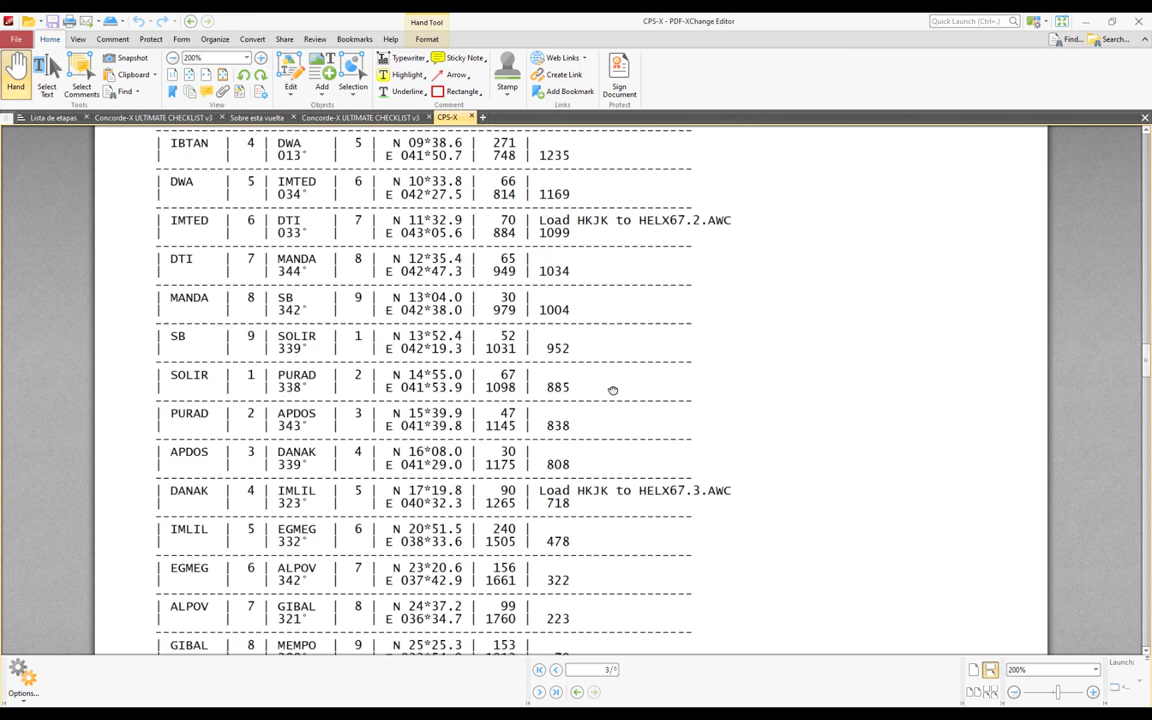 CPS-X - PDF-XChange Editor
Hand Tool
Quick Launch (Ctrl+.)
File Home View Comment Protect Form Organize Convert Share Review Bookmarks Help Format Find... Search...
Hand
Select Text
Select Comments
Snapshot
Clipboard
Find
Tools
200%
View
Edit
Add
Selection
Objects
Typewriter
Highlight
Underline
Sticky Note
Arrow
Rectangle
Stamp
Comment
Web Links
Create Link
Add Bookmark
Links
Sign Document
Protect
Lista de etapas Concorde-X ULTIMATE CHECKLIST v3 Sobre esta vuelta Concorde-X ULTIMATE CHECKLIST v3 CPS-X
| IBTAN | 4 | DWA | 5 | N 09*38.6 | 271 |
| | 013° | | E 041*50.7 | 748 | 1235
| DWA | 5 | IMTED | 6 | N 10*33.8 | 66 |
| | 034° | | E 042*27.5 | 814 | 1169
| IMTED | 6 | DTI | 7 | N 11*32.9 | 70 | Load HKJK to HELX67.2.AWC
| | 033° | | E 043*05.6 | 884 | 1099
| DTI | 7 | MANDA | 8 | N 12*35.4 | 65 |
| | 344° | | E 042*47.3 | 949 | 1034
| MANDA | 8 | SB | 9 | N 13*04.0 | 30 |
| | 342° | | E 042*38.0 | 979 | 1004
| SB | 9 | SOLIR | 1 | N 13*52.4 | 52 |
| | 339° | | E 042*19.3 | 1031 | 952
| SOLIR | 1 | PURAD | 2 | N 14*55.0 | 67 |
| | 338° | | E 041*53.9 | 1098 | 885
| PURAD | 2 | APDOS | 3 | N 15*39.9 | 47 |
| | 343° | | E 041*39.8 | 1145 | 838
| APDOS | 3 | DANAK | 4 | N 16*08.0 | 30 |
| | 339° | | E 041*29.0 | 1175 | 808
| DANAK | 4 | IMLIL | 5 | N 17*19.8 | 90 | Load HKJK to HELX67.3.AWC
| | 323° | | E 040*32.3 | 1265 | 718
| IMLIL | 5 | EGMEG | 6 | N 20*51.5 | 240 |
| | 332° | | E 038*33.6 | 1505 | 478
| EGMEG | 6 | ALPOV | 7 | N 23*20.6 | 156 |
| | 342° | | E 037*42.9 | 1661 | 322
| ALPOV | 7 | GIBAL | 8 | N 24*37.2 | 99 |
| | 321° | | E 036*34.7 | 1760 | 223
| GIBAL | 8 | MEMPO | 9 | N 25*25.3 | 153 |
Options...
3/
200%
Launch: